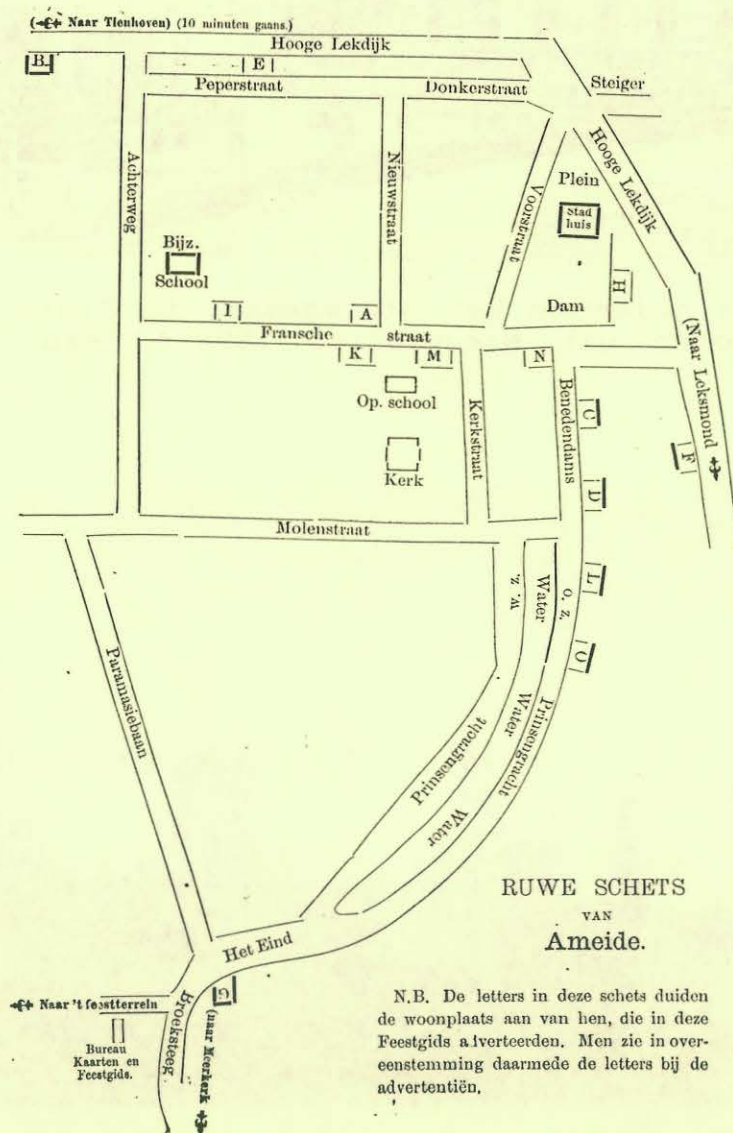 (Naar Tienhoven) (10 minuten gaans.)
Hooge Lekdijk
B
E
Steiger
Peperstraat
Donkerstraat
Achterweg
Nieuwstraat
Voorstraat
Hooge Lekdijk
Plein
Stad
huis
Bijz.
School
H
I
A
Dam
Fransche straat
K
M
N
(Naar Leksmond
Op. school
Kerkstraat
Benedendams
C
F
Kerk
D
Molenstraat
Water
w. z.
o. z.
L
O
Paramasiebaan
Water
Prinsengracht
Prinsengracht
Water
RUWE SCHETS
VAN
Ameide.
Het Eind
G
Naar 't feestterrein
Broeksteeg
(naar Meerkerk
Bureau
Kaarten en
Feestgids.
N.B. De letters in deze schets duiden
de woonplaats aan van hen, die in deze
Feestgids alverteerden. Men zie in over-
eenstemming daarmede de letters bij de
advertentiën.